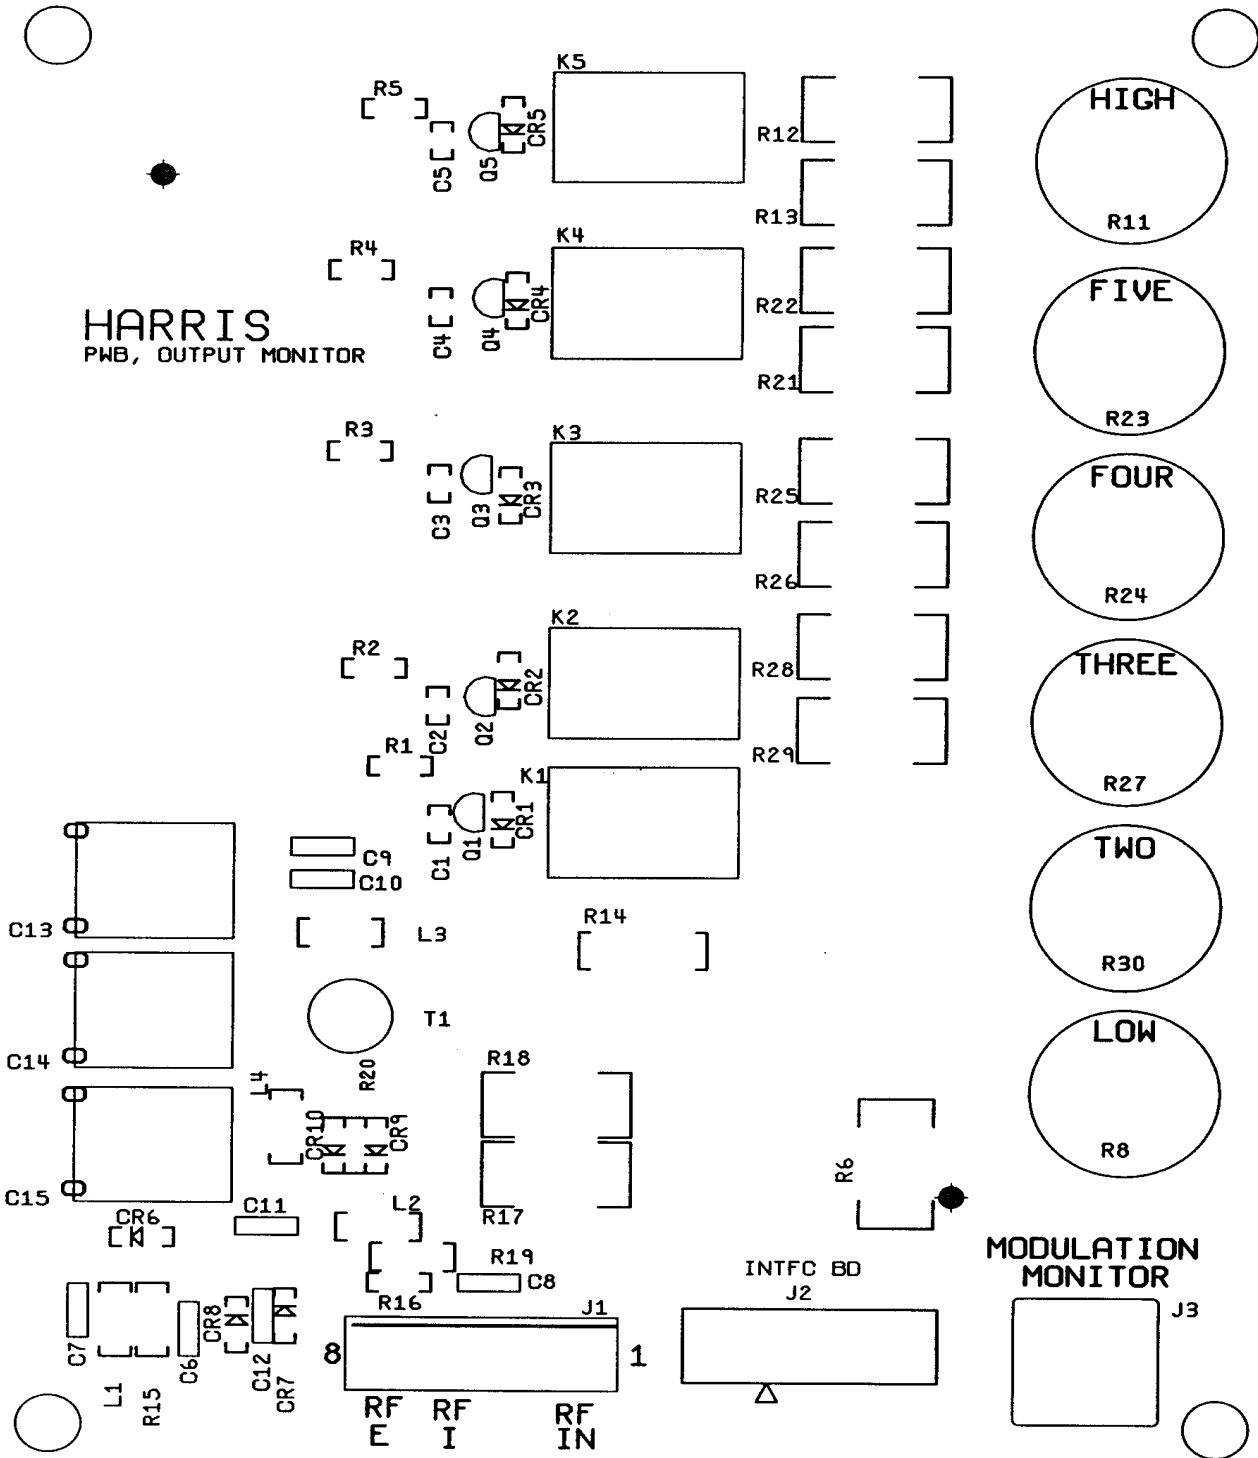 K5
R5
HIGH
CR5
R12
Q5
C5
R13
R11
K4
R4
FIVE
CR4
R22
HARRIS
Q4
C4
PWB, OUTPUT MONITOR
R21
R23
R3
K3
FOUR
CR3
R25
Q3
C3
R26
R24
K2
R2
THREE
R28
CR2
Q2
C2
R1
R29
K1
R27
CR1
Q1
C1
TWO
C9
C10
R14
C13
L3
R30
T1
LOW
R18
C14
R20
L4
CR10
CR9
R8
R6
C15
C11
L2
R17
CR6
MODULATION
MONITOR
R19
INTFC BD
C8
J2
R16
J1
J3
CR8
C7
C6
C12
CR7
8
1
L1
R15
RF
E
RF
I
RF
IN